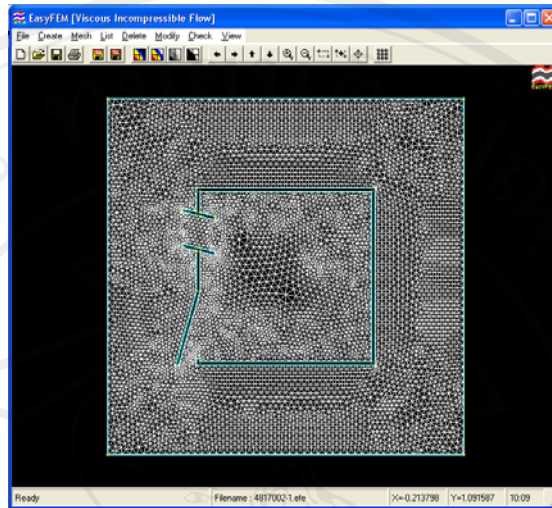 EasyFEM [Viscous Incompressible Flow]
File Create Mesh List Delete Modify Check View
EasyFEM
Ready Filename : 4817002-1.efe X=-0.213798 Y=1.091587 10:09